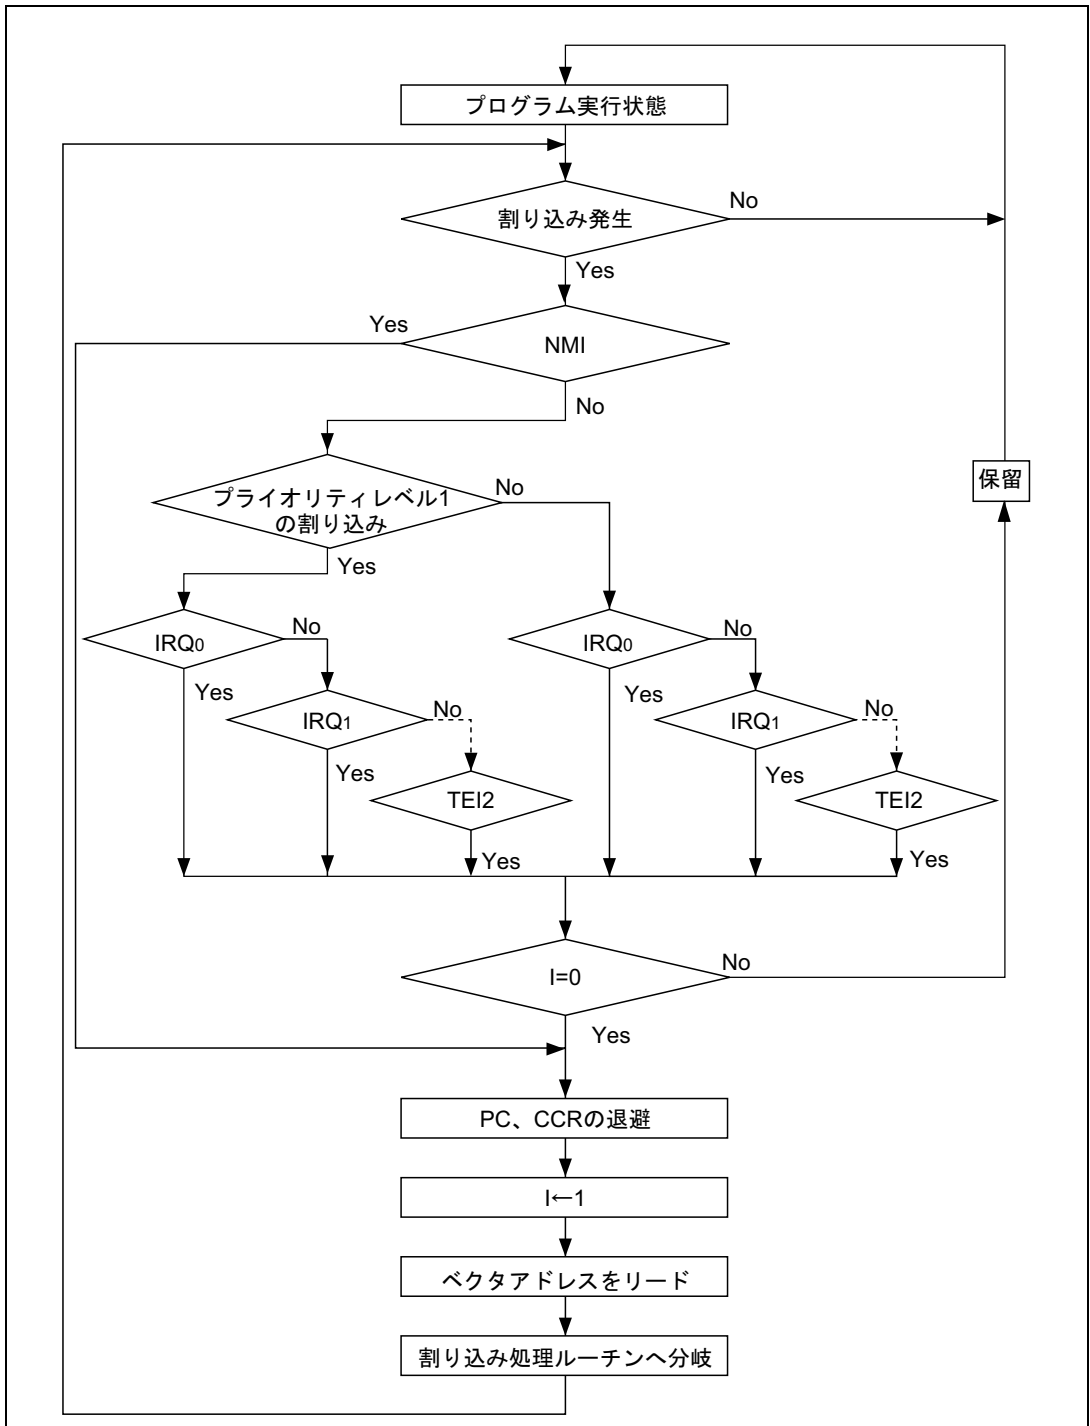 プログラム実行状態
割り込み発生
No
Yes
NMI
Yes
No
プライオリティレベル1
の割り込み
No
Yes
保留
IRQ0
No
Yes
IRQ1
No
Yes
TEI2
Yes
IRQ0
No
Yes
IRQ1
No
Yes
TEI2
Yes
I=0
No
Yes
PC、CCRの退避
I←1
ベクタアドレスをリード
割り込み処理ルーチンへ分岐